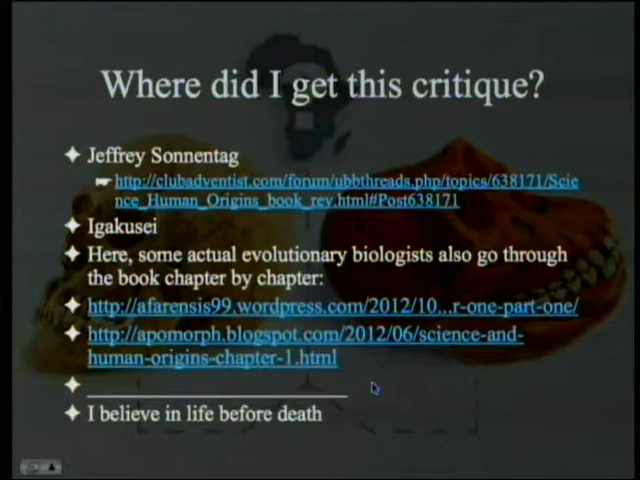 Where did I get this critique?
Jeffrey Sonnentag
http://clubadventist.com/forum/ubbthreads.php/topics/638171/Scie
nce_Human_Origins_book_rev.html#Post638171
Igakusei
Here, some actual evolutionary biologists also go through
the book chapter by chapter:
http://afarensis99.wordpress.com/2012/10...r-one-part-one/
http://apomorph.blogspot.com/2012/06/science-and-
human-origins-chapter-1.html
____________________
I believe in life before death